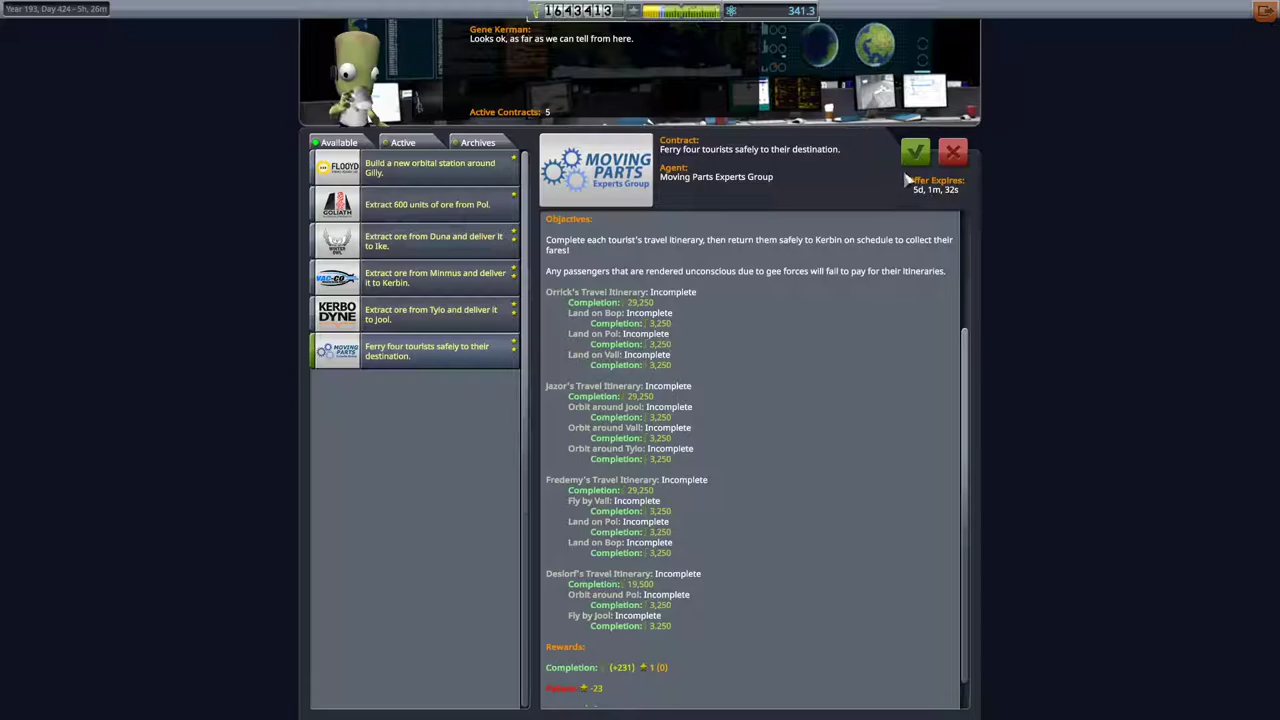 Year 193, Day 424 - 5h, 26m
1643413
341.3
Gene Kerman:
Looks ok, as far as we can tell from here.
Active Contracts: 5
Available
Active
Archives
FLOOYD
Build a new orbital station around
Gilly.
GOLIATH
Extract 600 units of ore from Pol.
WINTER
OWL
Extract ore from Duna and deliver it
to Ike.
VAC-CO
Extract ore from Minmus and deliver
it to Kerbin.
KERBO
DYNE
Extract ore from Tylo and deliver it
to Jool.
Ferry four tourists safely to their
destination.
MOVING
PARTS
Experts Group
Contract:
Ferry four tourists safely to their destination.
Agent:
Moving Parts Experts Group
ffer Expires:
5d, 1m, 32s
Objectives:
Complete each tourist's travel itinerary, then return them safely to Kerbin on schedule to collect their
fares!
Any passengers that are rendered unconscious due to gee forces will fail to pay for their itineraries.
Orrick's Travel Itinerary: Incomplete
Completion: 29,250
Land on Bop: Incomplete
Completion: 3,250
Land on Pol: Incomplete
Completion: 3,250
Land on Vall: Incomplete
Completion: 3,250
Jazor's Travel Itinerary: Incomplete
Completion: 29,250
Orbit around Jool: Incomplete
Completion: 3,250
Orbit around Vall: Incomplete
Completion: 3,250
Orbit around Tylo: Incomplete
Completion: 3,250
Fredemy's Travel Itinerary: Incomplete
Completion: 29,250
Fly by Vall: Incomplete
Completion: 3,250
Land on Pol: Incomplete
Completion: 3,250
Land on Bop: Incomplete
Completion: 3,250
Deslorf's Travel Itinerary: Incomplete
Completion: 19,500
Orbit around Pol: Incomplete
Completion: 3,250
Fly by Jool: Incomplete
Completion: 3,250
Rewards:
Completion: (+231) 1 (0)
-23